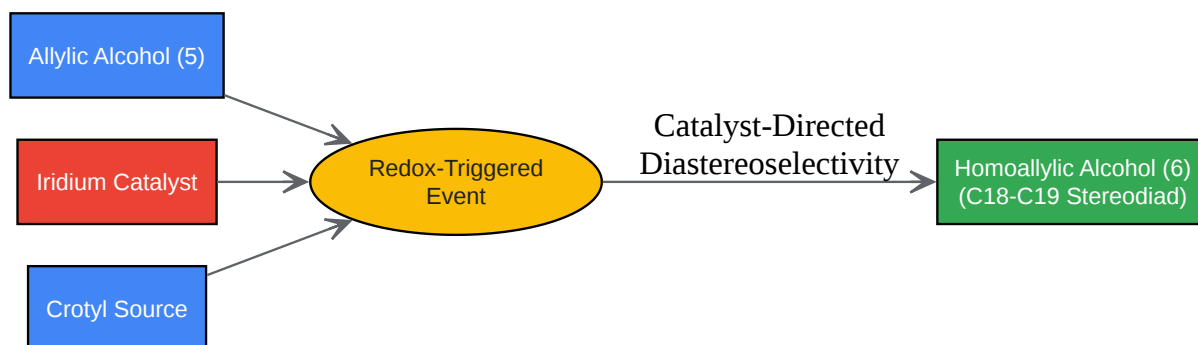 Allylic Alcohol (5)
Iridium Catalyst
Crotyl Source
Redox-Triggered
Event
Catalyst-Directed
Diastereoselectivity
Homoallylic Alcohol (6)
(C18-C19 Stereodiad)